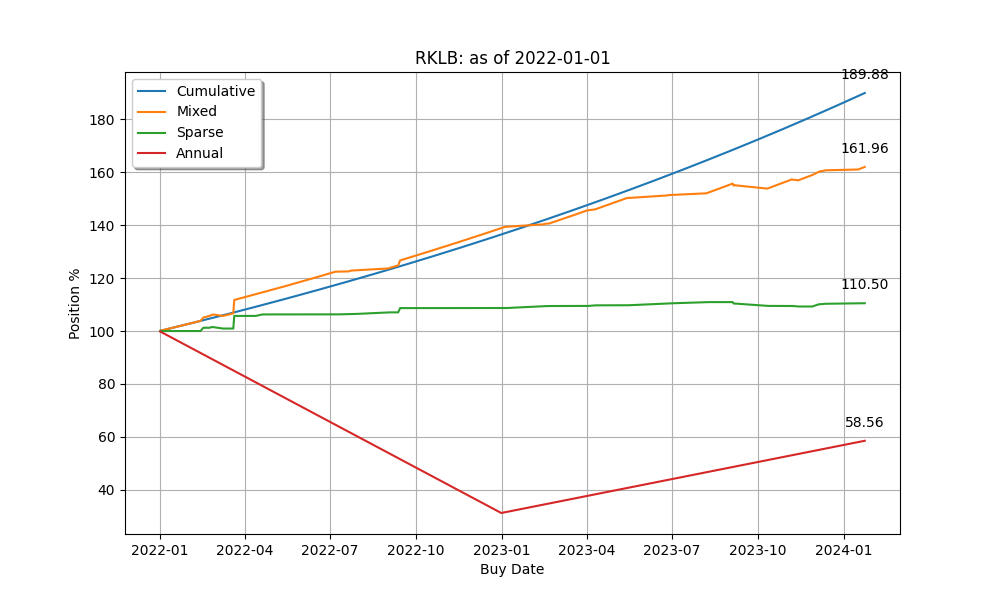 RKLB: as of 2022-01-01
Cumulative
Mixed
Sparse
Annual
189.88
161.96
110.50
58.56
Position %
180
160
140
120
100
80
60
40
2022-01 2022-04 2022-07 2022-10 2023-01 2023-04 2023-07 2023-10 2024-01
Buy Date